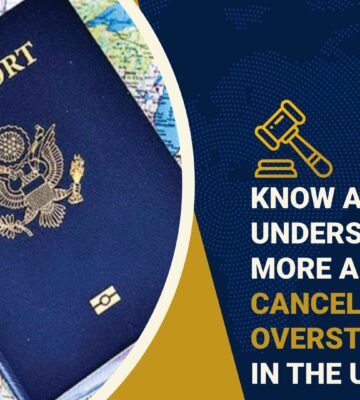 PORT
KNOW A
UNDERS
MORE A
CANCEL
OVERST
IN THE U